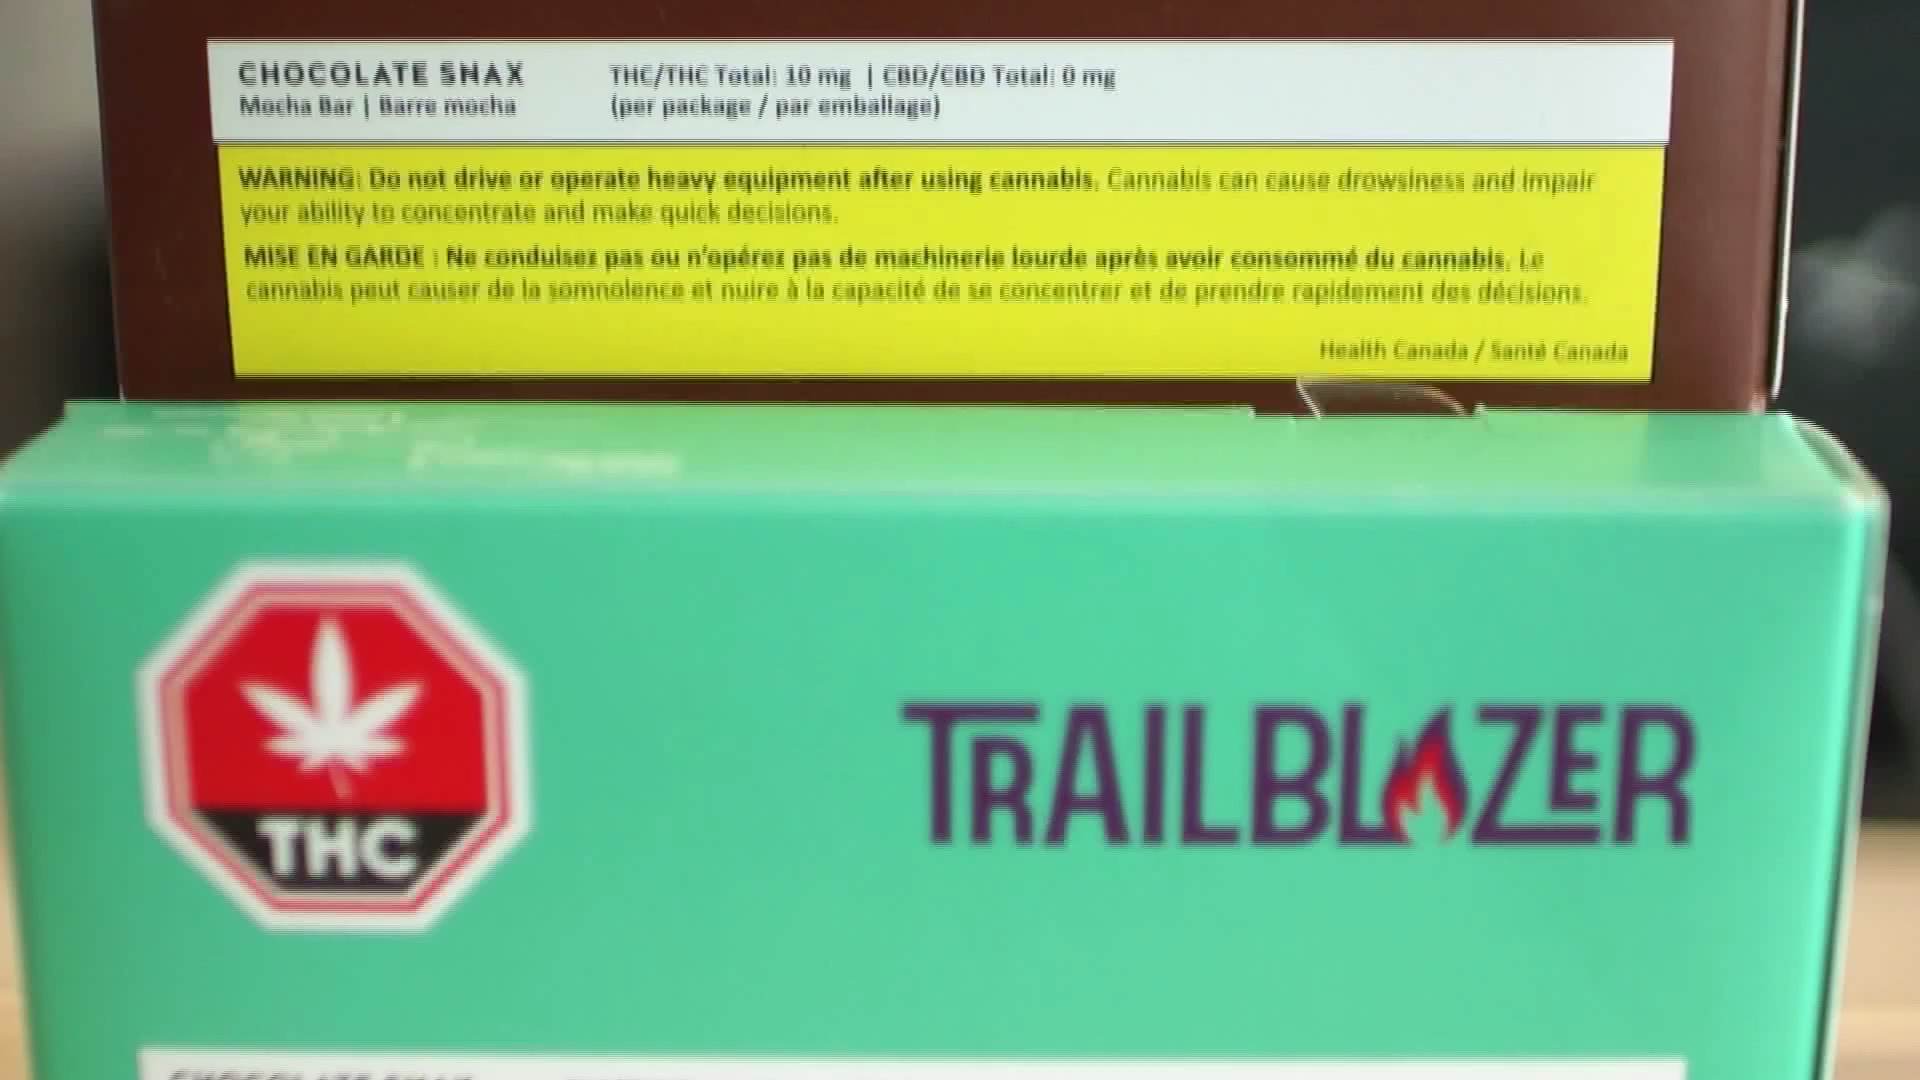 CHOCOLATE SNAX
Mocha Bar | Barre mocha
THC/THC Total: 10 mg | CBD/CBD Total: 0 mg
(per package / par emballage)
WARNING: Do not drive or operate heavy equipment after using cannabis. Cannabis can cause drowsiness and impair
your ability to concentrate and make quick decisions.
MISE EN GARDE : Ne conduisez pas ou n'opérez pas de machinerie lourde après avoir consommé du cannabis. Le
cannabis peut causer de la somnolence et nuire à la capacité de se concentrer et de prendre rapidement des décisions.
Health Canada / Santé Canada
THC
TRAILBLAZER
CHOCOLATE SNAX